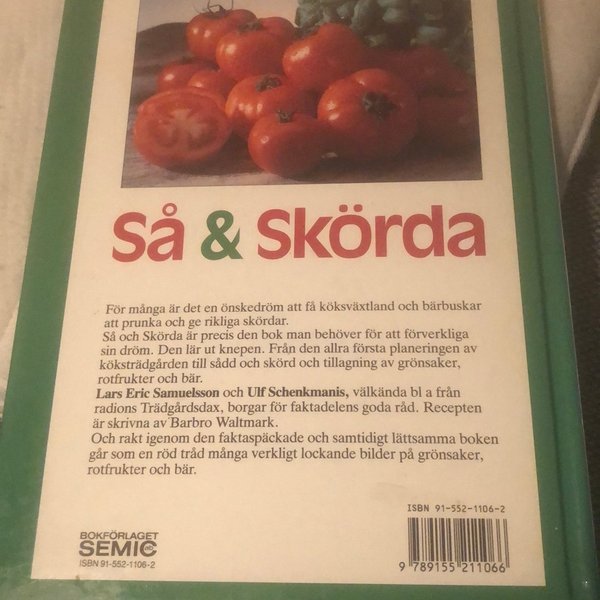 Så & Skörda
För många är det en önskedröm att få köksväxtland och bärbuskar
att prunka och ge rikliga skördar.
Så och Skörda är precis den bok man behöver för att förverkliga
sin dröm. Den lär ut knepen. Från den allra första planeringen av
köksträdgården till sådd och skörd och tillagning av grönsaker,
rotfrukter och bär.
Lars Eric Samuelsson och Ulf Schenkmanis, välkända bl a från
radions Trädgårdsdax, borgar för faktadelens goda råd. Recepten
är skrivna av Barbro Waltmark.
Och rakt igenom den faktaspäckade och samtidigt lättsamma boken
går som en röd tråd många verkligt lockande bilder på grönsaker,
rotfrukter och bär.
ISBN 91-552-1106-2
BOKFÖRLAGET
SEMIC
ISBN 91-552-1106-2
9 789155 211066